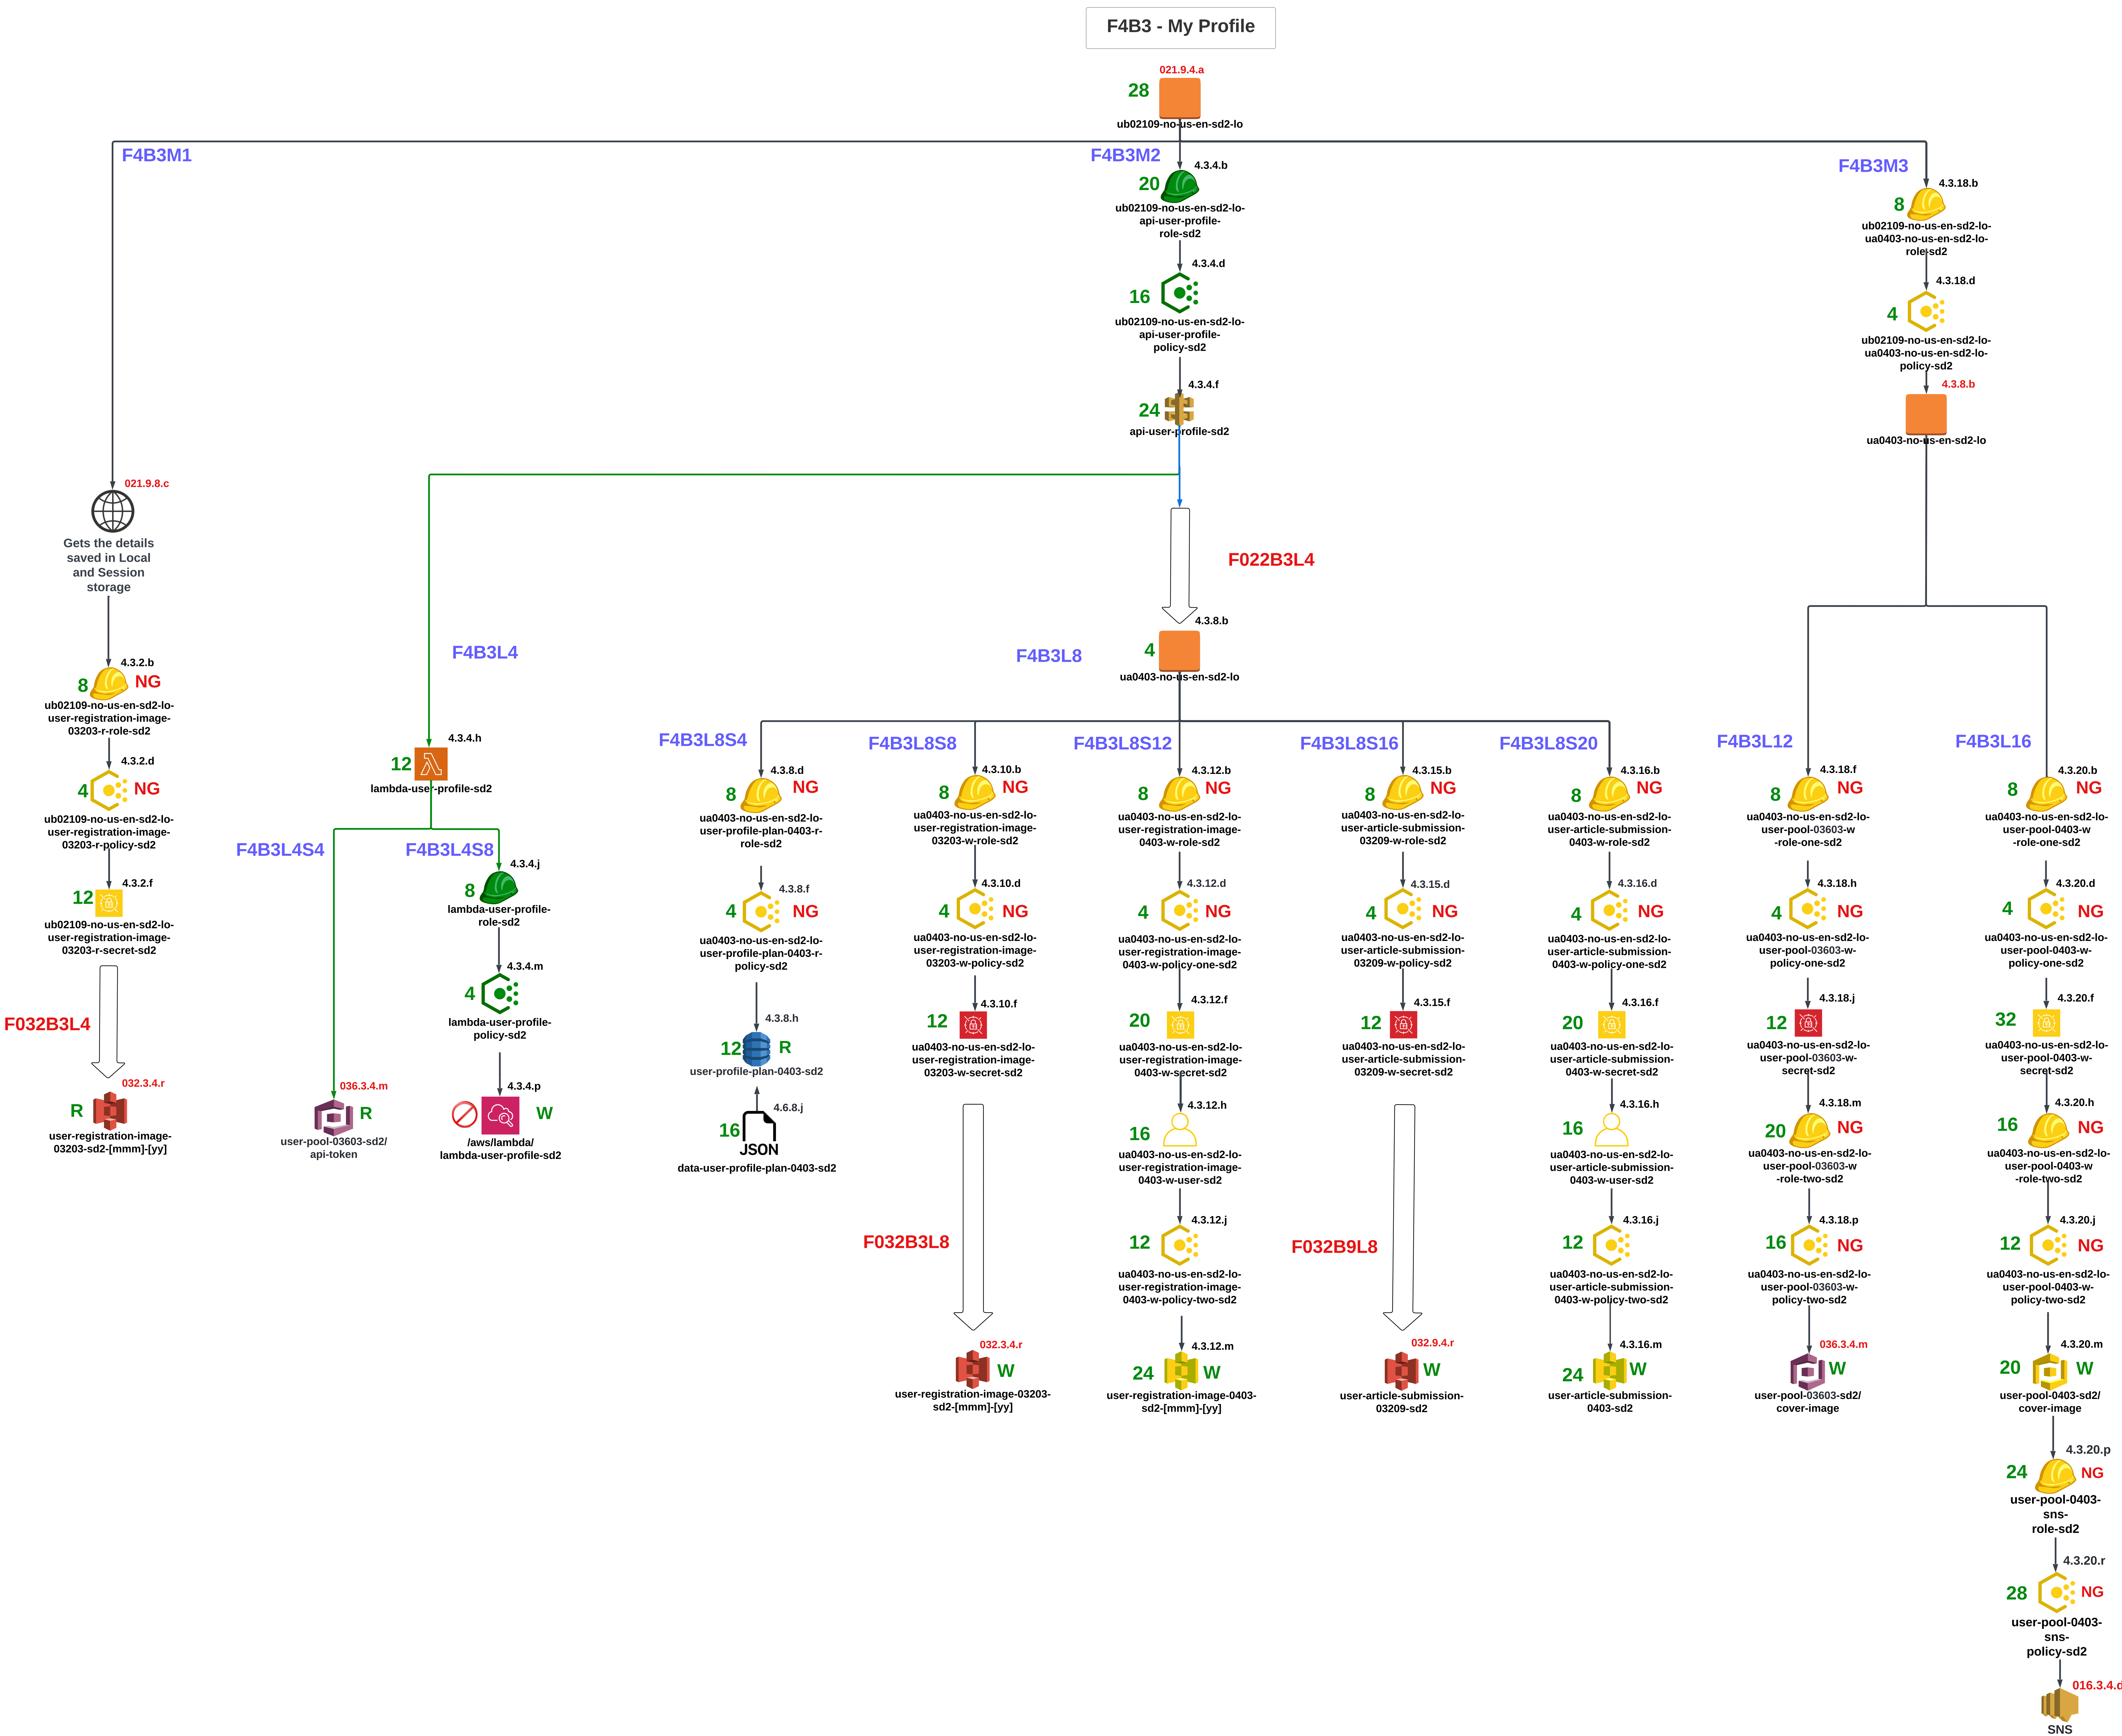 F4B3 - My Profile
021.9.4.a
28
ub02109-no-us-en-sd2-lo
F4B3M1
021.9.8.c
Gets the details
saved in Local
and Session
storage
4.3.2.b
8
NG
ub02109-no-us-en-sd2-lo-
user-registration-image-
03203-r-role-sd2
4.3.2.d
4
NG
ub02109-no-us-en-sd2-lo-
user-registration-image-
03203-r-policy-sd2
4.3.2.f
12
ub02109-no-us-en-sd2-lo-
user-registration-image-
03203-r-secret-sd2
F032B3L4
032.3.4.r
R
user-registration-image-
03203-sd2-[mmm]-[yy]
F4B3M2
4.3.4.b
20
ub02109-no-us-en-sd2-lo-
api-user-profile-
role-sd2
4.3.4.d
16
ub02109-no-us-en-sd2-lo-
api-user-profile-
policy-sd2
4.3.4.f
24
api-user-profile-sd2
F4B3L4
4.3.4.h
12
lambda-user-profile-sd2
F4B3L4S4
036.3.4.m
R
user-pool-03603-sd2/
api-token
F4B3L4S8
4.3.4.j
8
lambda-user-profile-
role-sd2
4.3.4.m
4
lambda-user-profile-
policy-sd2
4.3.4.p
W
/aws/lambda/
lambda-user-profile-sd2
F022B3L4
F4B3L8
4.3.8.b
4
ua0403-no-us-en-sd2-lo
F4B3L8S4
4.3.8.d
8
NG
ua0403-no-us-en-sd2-lo-
user-profile-plan-0403-r-
role-sd2
4.3.8.f
4
NG
ua0403-no-us-en-sd2-lo-
user-profile-plan-0403-r-
policy-sd2
4.3.8.h
12
R
user-profile-plan-0403-sd2
4.6.8.j
16
JSON
data-user-profile-plan-0403-sd2
F4B3L8S8
4.3.10.b
8
NG
ua0403-no-us-en-sd2-lo-
user-registration-image-
03203-w-role-sd2
4.3.10.d
4
NG
ua0403-no-us-en-sd2-lo-
user-registration-image-
03203-w-policy-sd2
4.3.10.f
12
ua0403-no-us-en-sd2-lo-
user-registration-image-
03203-w-secret-sd2
F032B3L8
032.3.4.r
W
user-registration-image-03203-
sd2-[mmm]-[yy]
F4B3L8S12
4.3.12.b
8
NG
ua0403-no-us-en-sd2-lo-
user-registration-image-
0403-w-role-sd2
4.3.12.d
4
NG
ua0403-no-us-en-sd2-lo-
user-registration-image-
0403-w-policy-one-sd2
4.3.12.f
20
ua0403-no-us-en-sd2-lo-
user-registration-image-
0403-w-secret-sd2
4.3.12.h
16
ua0403-no-us-en-sd2-lo-
user-registration-image-
0403-w-user-sd2
4.3.12.j
12
ua0403-no-us-en-sd2-lo-
user-registration-image-
0403-w-policy-two-sd2
4.3.12.m
24
W
user-registration-image-0403-
sd2-[mmm]-[yy]
F4B3L8S16
4.3.15.b
8
NG
ua0403-no-us-en-sd2-lo-
user-article-submission-
03209-w-role-sd2
4.3.15.d
4
NG
ua0403-no-us-en-sd2-lo-
user-article-submission-
03209-w-policy-sd2
4.3.15.f
12
ua0403-no-us-en-sd2-lo-
user-article-submission-
03209-w-secret-sd2
F032B9L8
032.9.4.r
W
user-article-submission-
03209-sd2
F4B3L8S20
4.3.16.b
8
NG
ua0403-no-us-en-sd2-lo-
user-article-submission-
0403-w-role-sd2
4.3.16.d
4
NG
ua0403-no-us-en-sd2-lo-
user-article-submission-
0403-w-policy-one-sd2
4.3.16.f
20
ua0403-no-us-en-sd2-lo-
user-article-submission-
0403-w-secret-sd2
4.3.16.h
16
ua0403-no-us-en-sd2-lo-
user-article-submission-
0403-w-user-sd2
4.3.16.j
12
ua0403-no-us-en-sd2-lo-
user-article-submission-
0403-w-policy-two-sd2
4.3.16.m
24
W
user-article-submission-
0403-sd2
F4B3M3
4.3.18.b
8
ub02109-no-us-en-sd2-lo-
ua0403-no-us-en-sd2-lo-
role-sd2
4.3.18.d
4
ub02109-no-us-en-sd2-lo-
ua0403-no-us-en-sd2-lo-
policy-sd2
4.3.8.b
ua0403-no-us-en-sd2-lo
F4B3L12
4.3.18.f
8
NG
ua0403-no-us-en-sd2-lo-
user-pool-03603-w
-role-one-sd2
4.3.18.h
4
NG
ua0403-no-us-en-sd2-lo-
user-pool-03603-w-
policy-one-sd2
4.3.18.j
12
ua0403-no-us-en-sd2-lo-
user-pool-03603-w-
secret-sd2
4.3.18.m
20
NG
ua0403-no-us-en-sd2-lo-
user-pool-03603-w
-role-two-sd2
4.3.18.p
16
NG
ua0403-no-us-en-sd2-lo-
user-pool-03603-w-
policy-two-sd2
036.3.4.m
W
user-pool-03603-sd2/
cover-image
F4B3L16
4.3.20.b
8
NG
ua0403-no-us-en-sd2-lo-
user-pool-0403-w
-role-one-sd2
4.3.20.d
4
NG
ua0403-no-us-en-sd2-lo-
user-pool-0403-w-
policy-one-sd2
4.3.20.f
32
ua0403-no-us-en-sd2-lo-
user-pool-0403-w-
secret-sd2
4.3.20.h
16
NG
ua0403-no-us-en-sd2-lo-
user-pool-0403-w
-role-two-sd2
4.3.20.j
12
NG
ua0403-no-us-en-sd2-lo-
user-pool-0403-w-
policy-two-sd2
4.3.20.m
20
W
user-pool-0403-sd2/
cover-image
4.3.20.p
24
NG
user-pool-0403-
sns-
role-sd2
4.3.20.r
28
NG
user-pool-0403-
sns-
policy-sd2
016.3.4.d
SNS